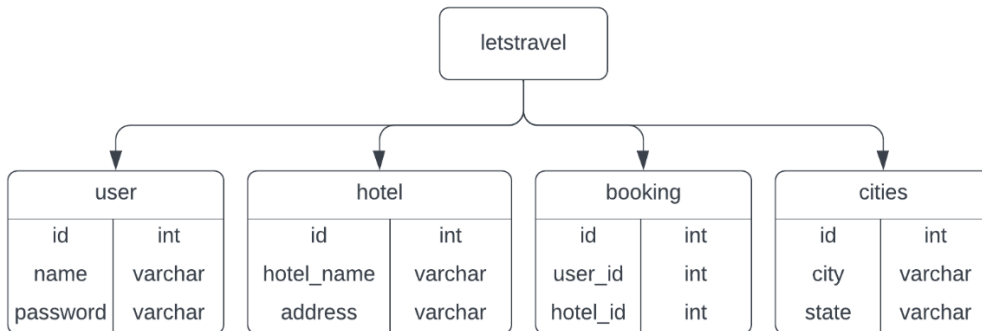 letstravel
user
id int
name varchar
password varchar
hotel
id int
hotel_name varchar
address varchar
booking
id int
user_id int
hotel_id int
cities
id int
city varchar
state varchar